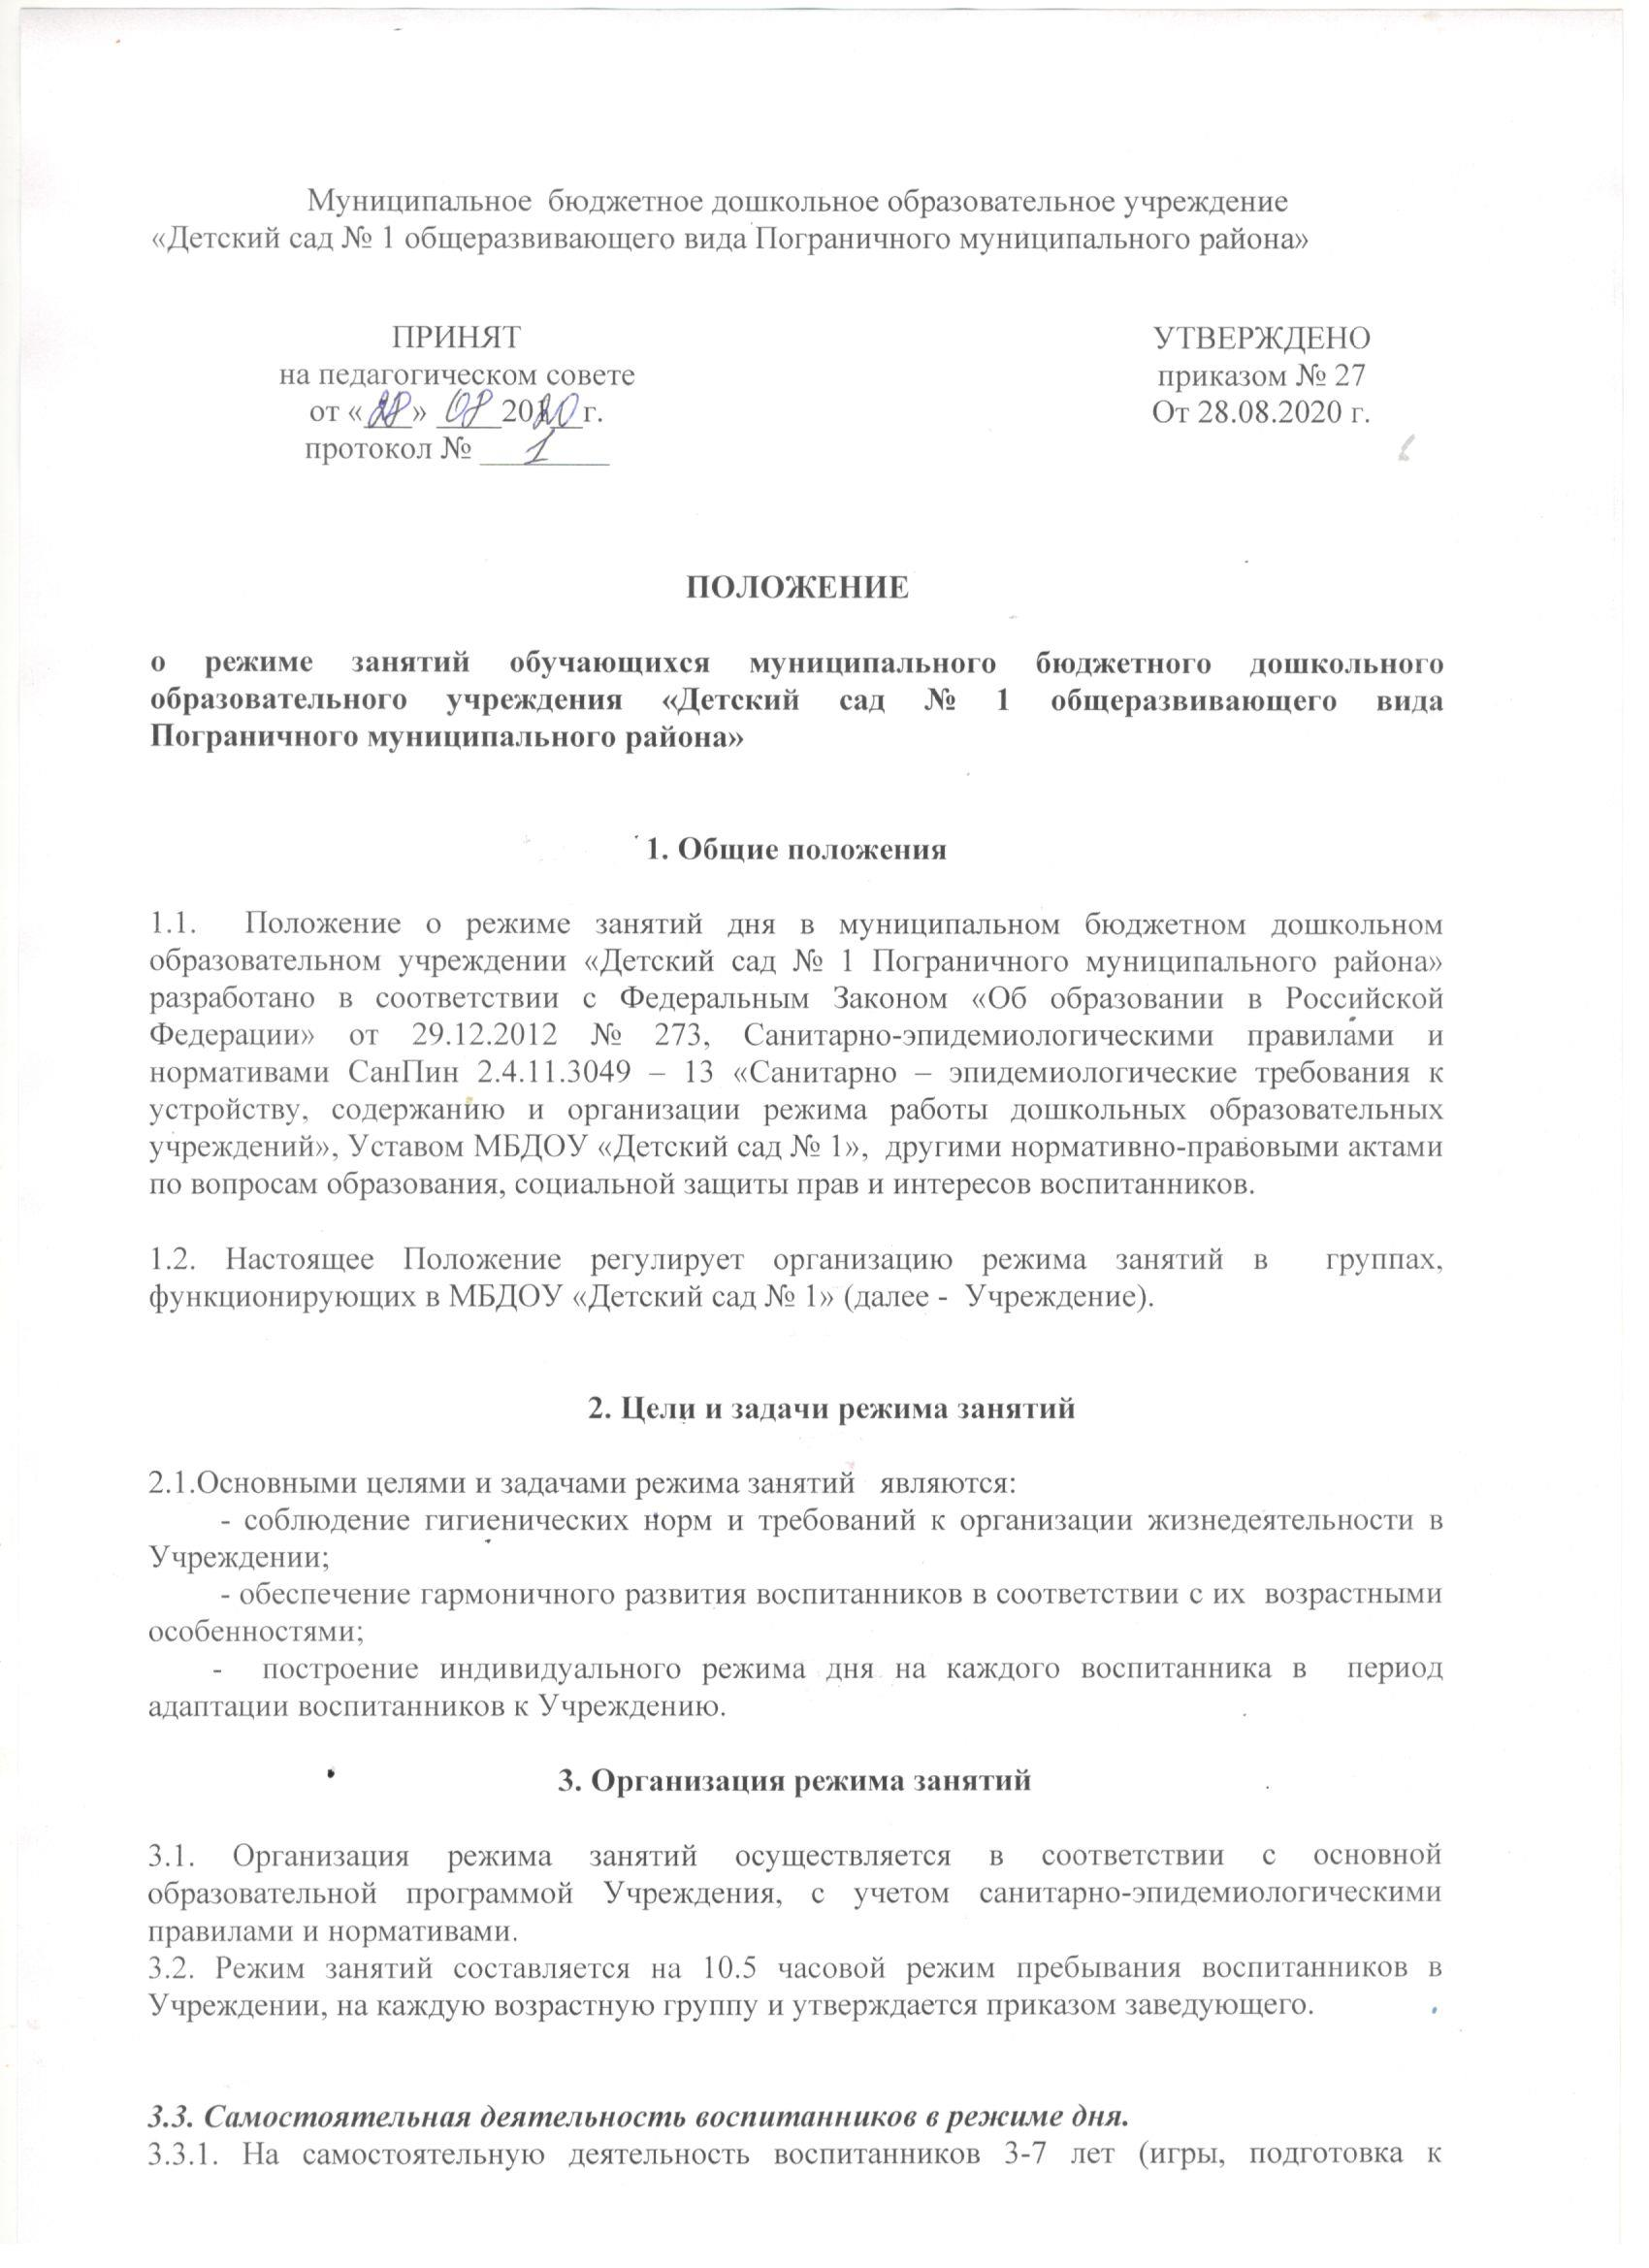 Муниципальное бюджетное дошкольное образовательное учреждение
«Детский сад № 1 общеразвивающего вида Пограничного муниципального района»
ПРИНЯТ
на педагогическом совете
от «28» 08 2020 г.
протокол № 1
УТВЕРЖДЕНО
приказом № 27
От 28.08.2020 г.
ПОЛОЖЕНИЕ
о режиме занятий обучающихся муниципального бюджетного дошкольного
образовательного учреждения «Детский сад № 1 общеразвивающего вида
Пограничного муниципального района»
1. Общие положения
1.1. Положение о режиме занятий дня в муниципальном бюджетном дошкольном
образовательном учреждении «Детский сад № 1 Пограничного муниципального района»
разработано в соответствии с Федеральным Законом «Об образовании в Российской
Федерации» от 29.12.2012 № 273, Санитарно-эпидемиологическими правилами и
нормативами СанПин 2.4.11.3049 – 13 «Санитарно – эпидемиологические требования к
устройству, содержанию и организации режима работы дошкольных образовательных
учреждений», Уставом МБДОУ «Детский сад № 1», другими нормативно-правовыми актами
по вопросам образования, социальной защиты прав и интересов воспитанников.
1.2. Настоящее Положение регулирует организацию режима занятий в группах,
функционирующих в МБДОУ «Детский сад № 1» (далее - Учреждение).
2. Цели и задачи режима занятий
2.1.Основными целями и задачами режима занятий являются:
- соблюдение гигиенических норм и требований к организации жизнедеятельности в
Учреждении;
- обеспечение гармоничного развития воспитанников в соответствии с их возрастными
особенностями;
- построение индивидуального режима дня на каждого воспитанника в период
адаптации воспитанников к Учреждению.
3. Организация режима занятий
3.1. Организация режима занятий осуществляется в соответствии с основной
образовательной программой Учреждения, с учетом санитарно-эпидемиологическими
правилами и нормативами.
3.2. Режим занятий составляется на 10.5 часовой режим пребывания воспитанников в
Учреждении, на каждую возрастную группу и утверждается приказом заведующего.
3.3. Самостоятельная деятельность воспитанников в режиме дня.
3.3.1. На самостоятельную деятельность воспитанников 3-7 лет (игры, подготовка к